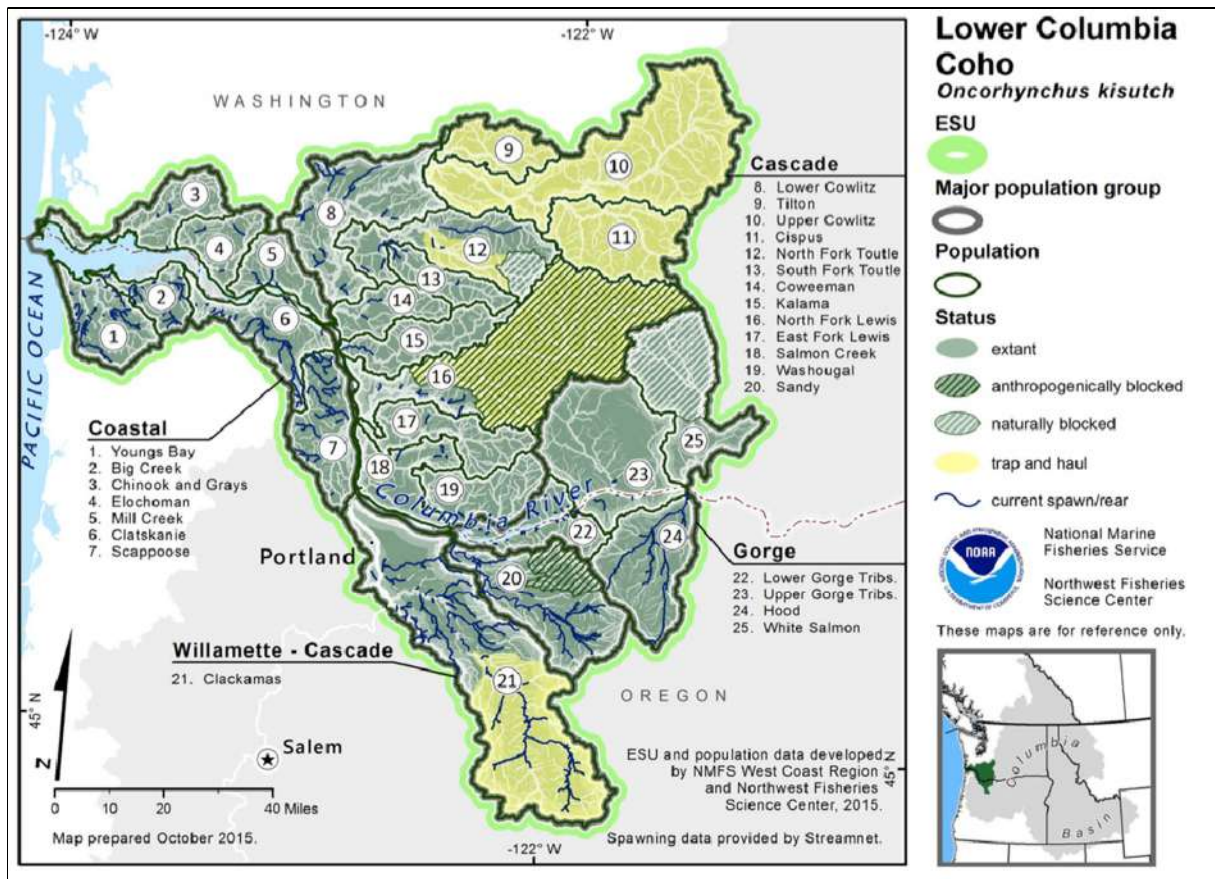 -124° W
-122° W
WASHINGTON
PACIFIC OCEAN
9
10
3
8
4
5
12
11
13
2
14
6
1
15
16
17
25
7
18
23
19
Columbia River
22
24
Portland
20
21
OREGON
45° N
Salem
Z
0 10 20 40 Miles
Map prepared October 2015.
-122° W
45° N
Coastal
1. Youngs Bay
2. Big Creek
3. Chinook and Grays
4. Elochoman
5. Mill Creek
6. Clatskanie
7. Scappoose
Cascade
8. Lower Cowlitz
9. Tilton
10. Upper Cowlitz
11. Cispus
12. North Fork Toutle
13. South Fork Toutle
14. Coweeman
15. Kalama
16. North Fork Lewis
17. East Fork Lewis
18. Salmon Creek
19. Washougal
20. Sandy
Gorge
22. Lower Gorge Tribs.
23. Upper Gorge Tribs.
24. Hood
25. White Salmon
Willamette - Cascade
21. Clackamas
ESU and population data developed
by NMFS West Coast Region
and Northwest Fisheries
Science Center, 2015.
Spawning data provided by Streamnet.
Lower Columbia
Coho
Oncorhynchus kisutch
ESU
Major population group
Population
Status
extant
anthropogenically blocked
naturally blocked
trap and haul
current spawn/rear
NOAA
National Marine
Fisheries Service
Northwest Fisheries
Science Center
These maps are for reference only.
Columbia
Basin